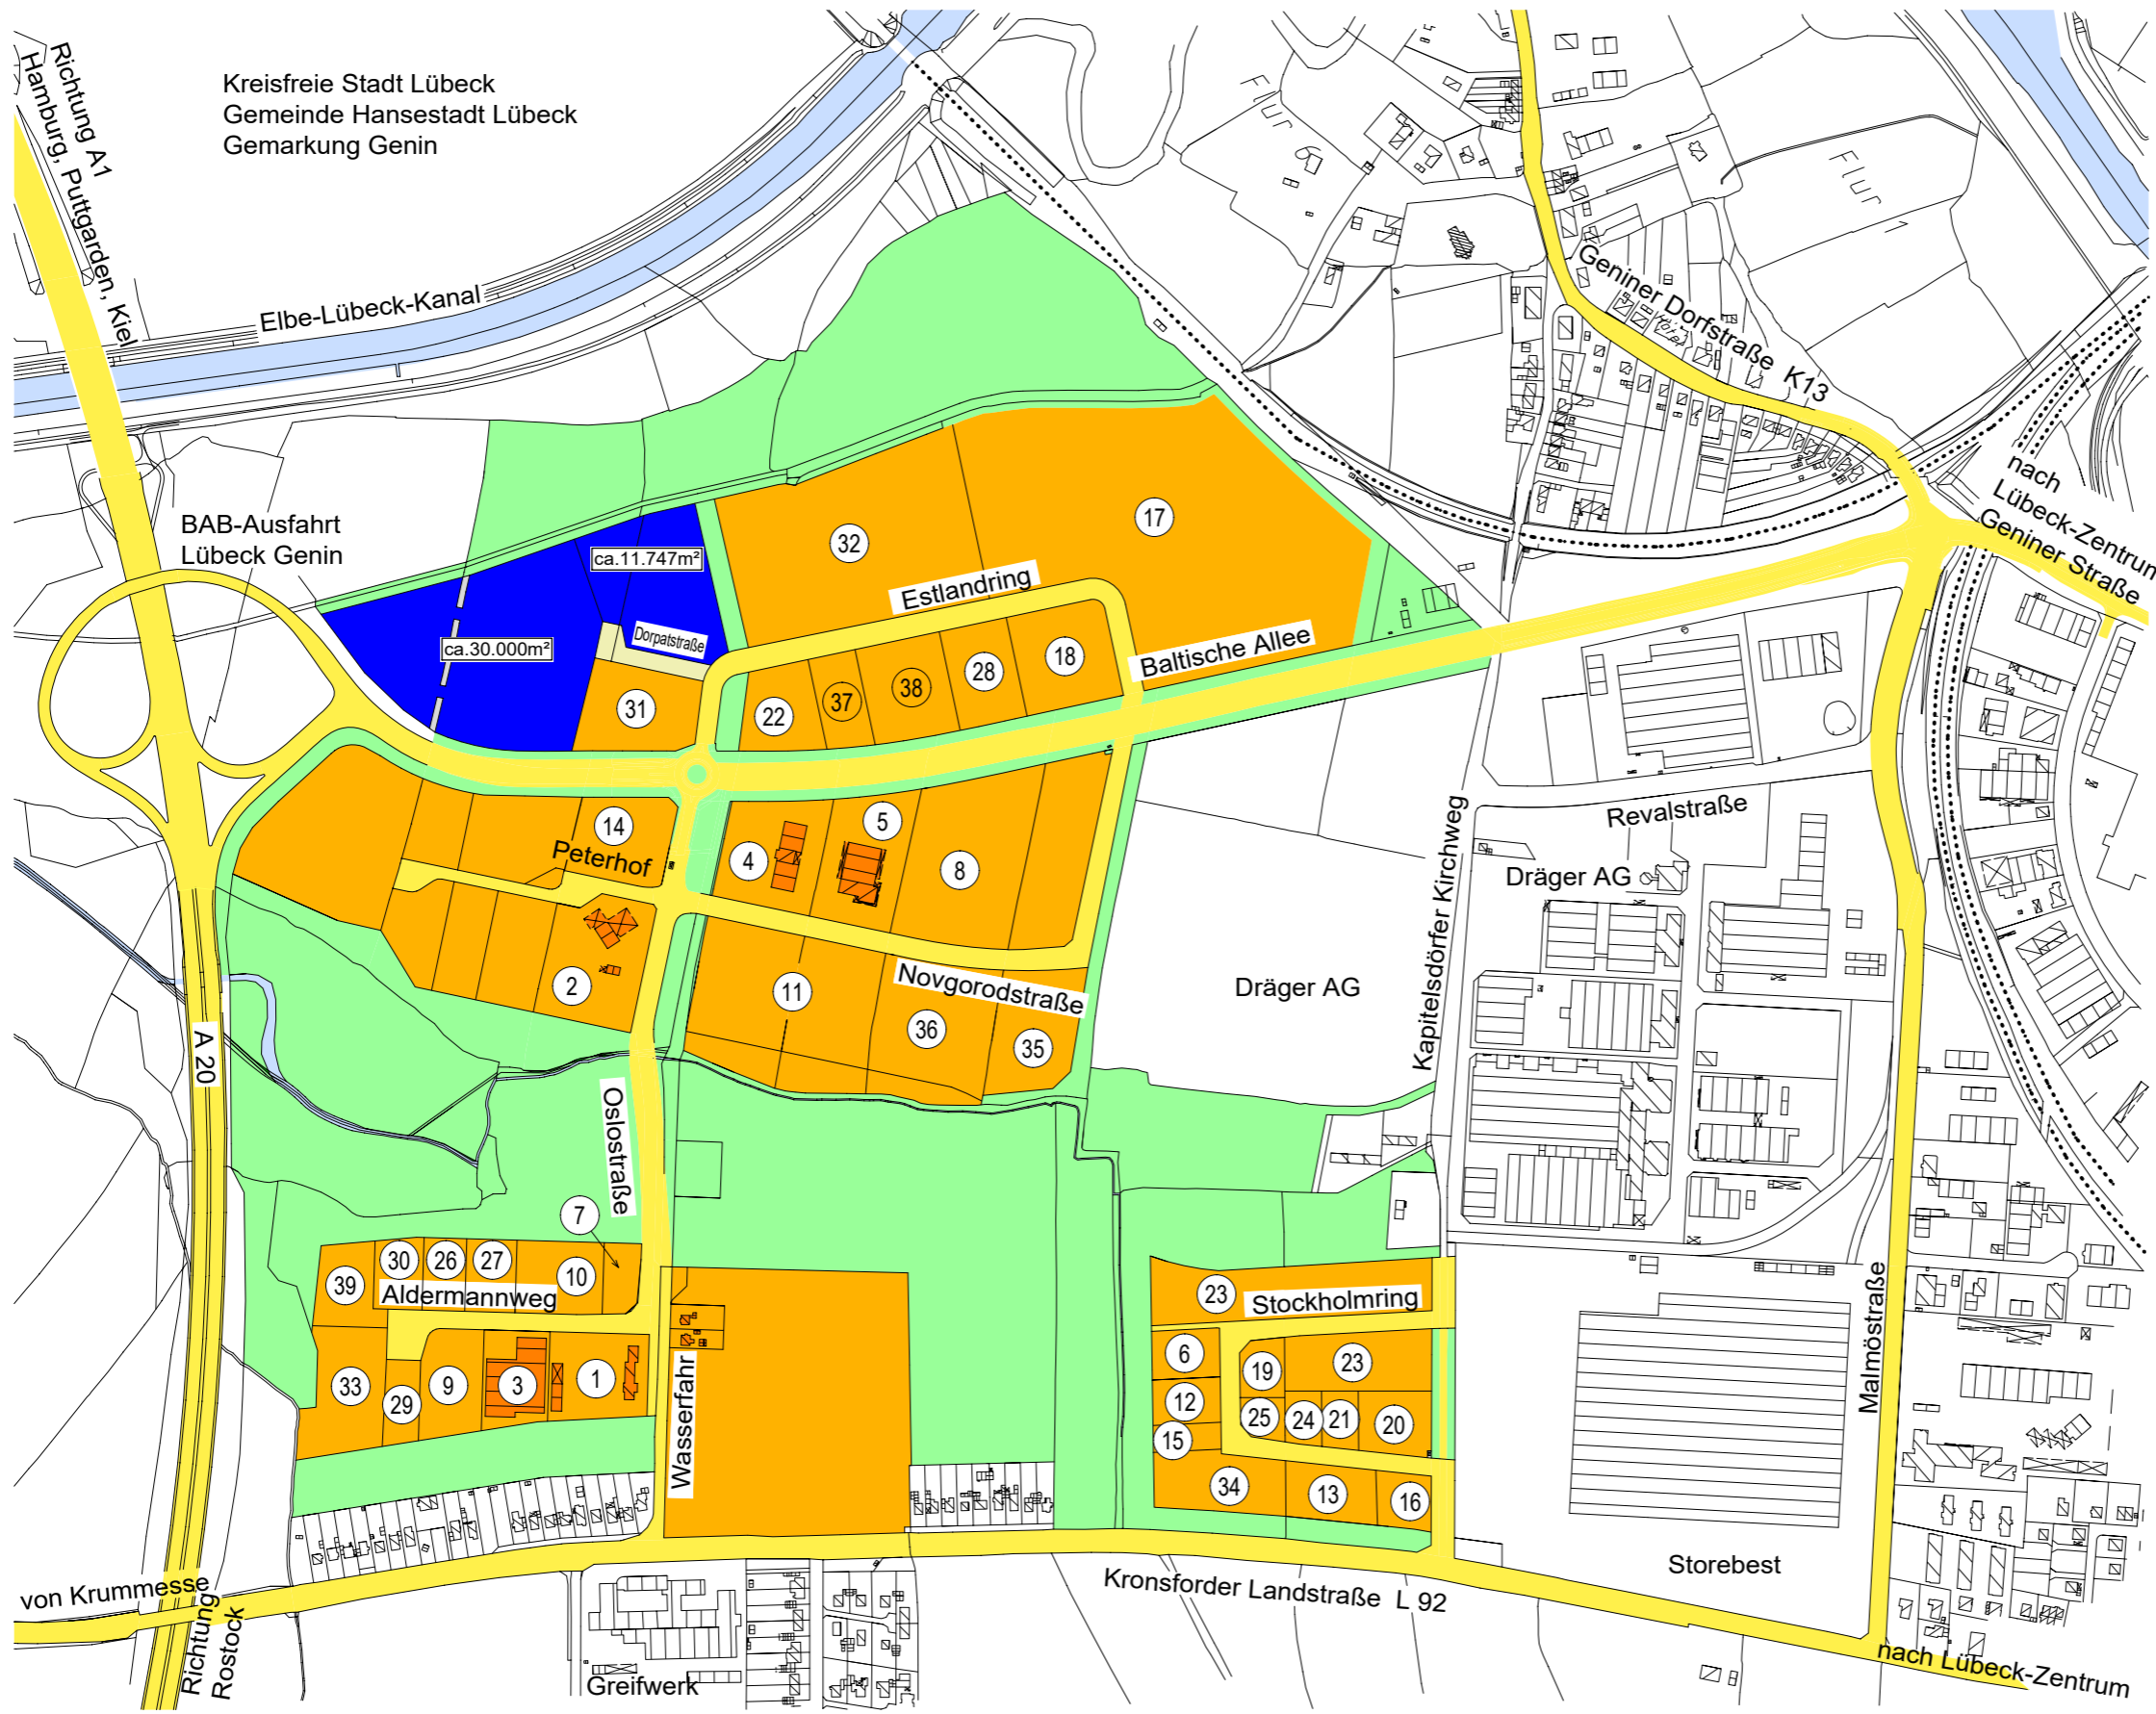 Richtung A1
Hamburg, Puttgarden, Kiel
Kreisfreie Stadt Lübeck
Gemeinde Hansestadt Lübeck
Gemarkung Genin
Elbe-Lübeck-Kanal
Flur 6
Flur 1
Geniner Dorfstraße K13
nach
Lübeck-Zentrum
Geniner Straße
BAB-Ausfahrt
Lübeck Genin
ca.11.747m²
ca.30.000m²
Dorpatstraße
32
17
Estlandring
Baltische Allee
31
22
37
38
28
18
14
Peterhof
4
5
8
2
11
Novgorodstraße
36
35
Revalstraße
Dräger AG
Dräger AG
Kapitelsdörfer Kirchweg
A 20
Oslostraße
7
39
30
26
27
10
Aldermannweg
33
29
9
3
1
Wasserfahr
23
Stockholmring
6
19
23
12
25
24
21
20
15
34
13
16
Malmöstraße
Storebest
von Krummesse
Richtung
Rostock
Kronsforder Landstraße L 92
Greifwerk
nach Lübeck-Zentrum